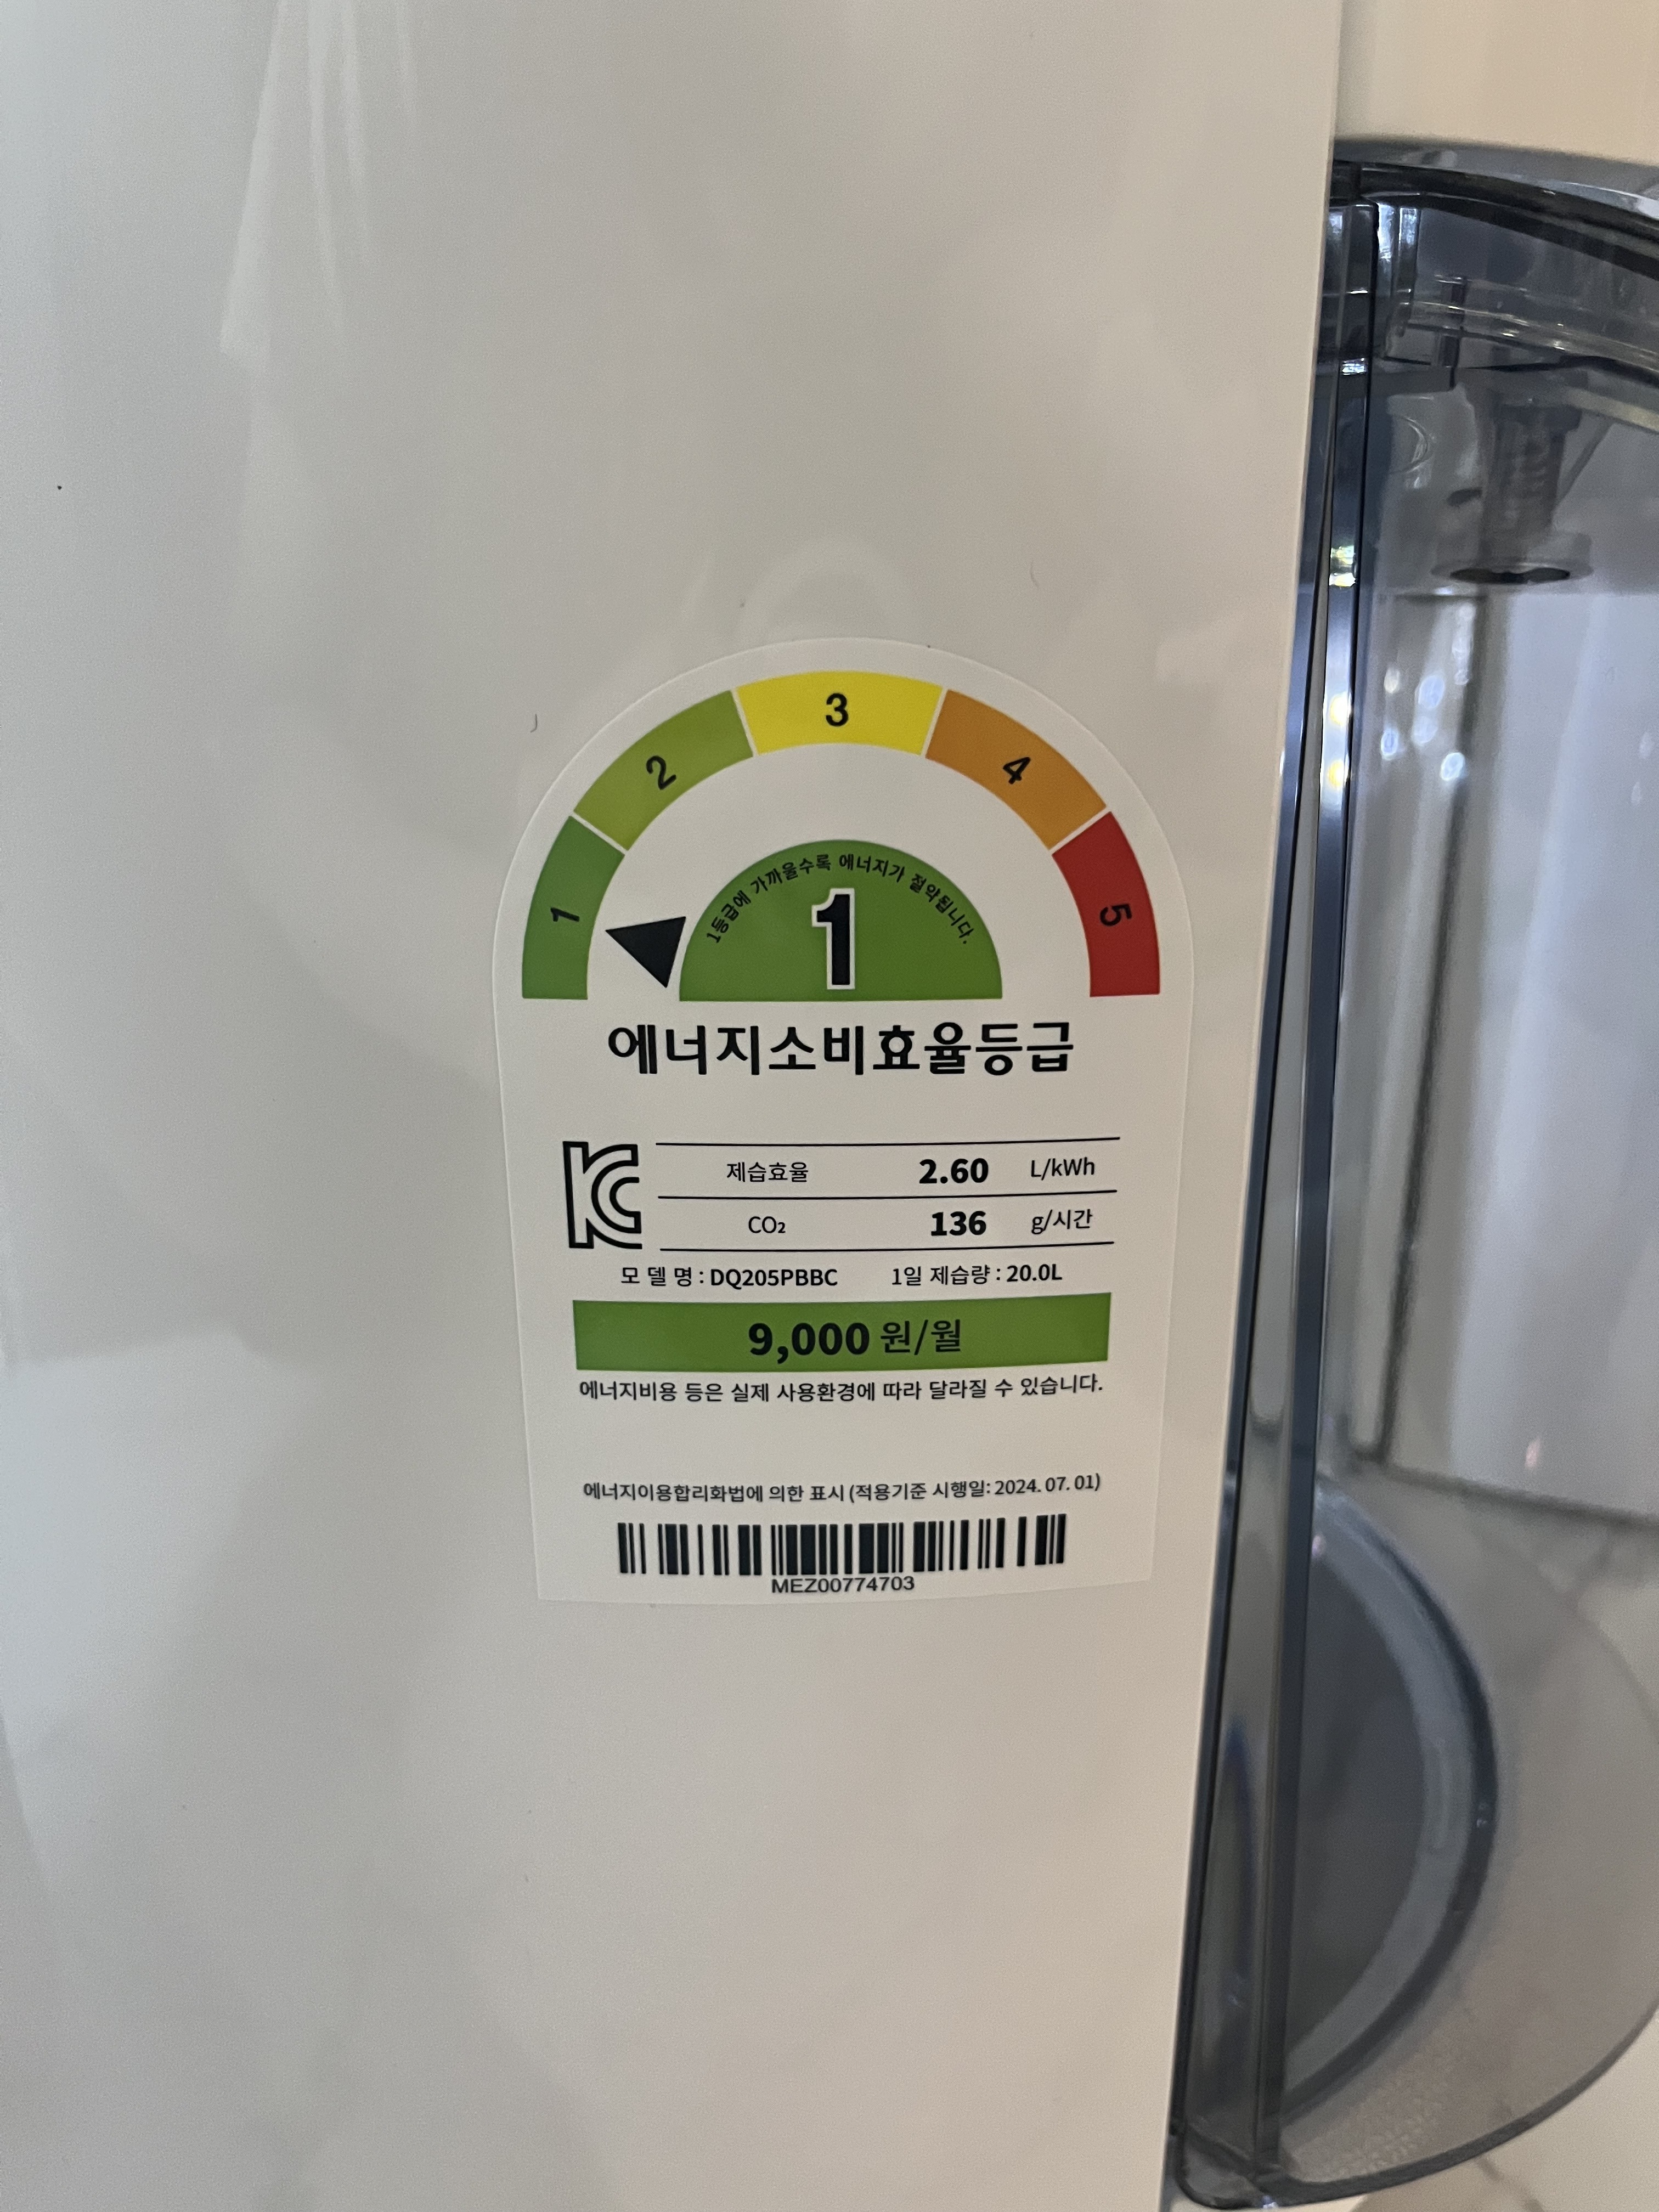 1 2 3 4 5
1등급에 가까울수록 에너지가 절약됩니다.
1
에너지소비효율등급
제습효율 2.60 L/kWh
CO₂ 136 g/시간
모 델 명 : DQ205PBBC 1일 제습량 : 20.0L
9,000 원/월
에너지비용 등은 실제 사용환경에 따라 달라질 수 있습니다.
에너지이용합리화법에 의한 표시 (적용기준 시행일: 2024. 07. 01)
MEZ00774703